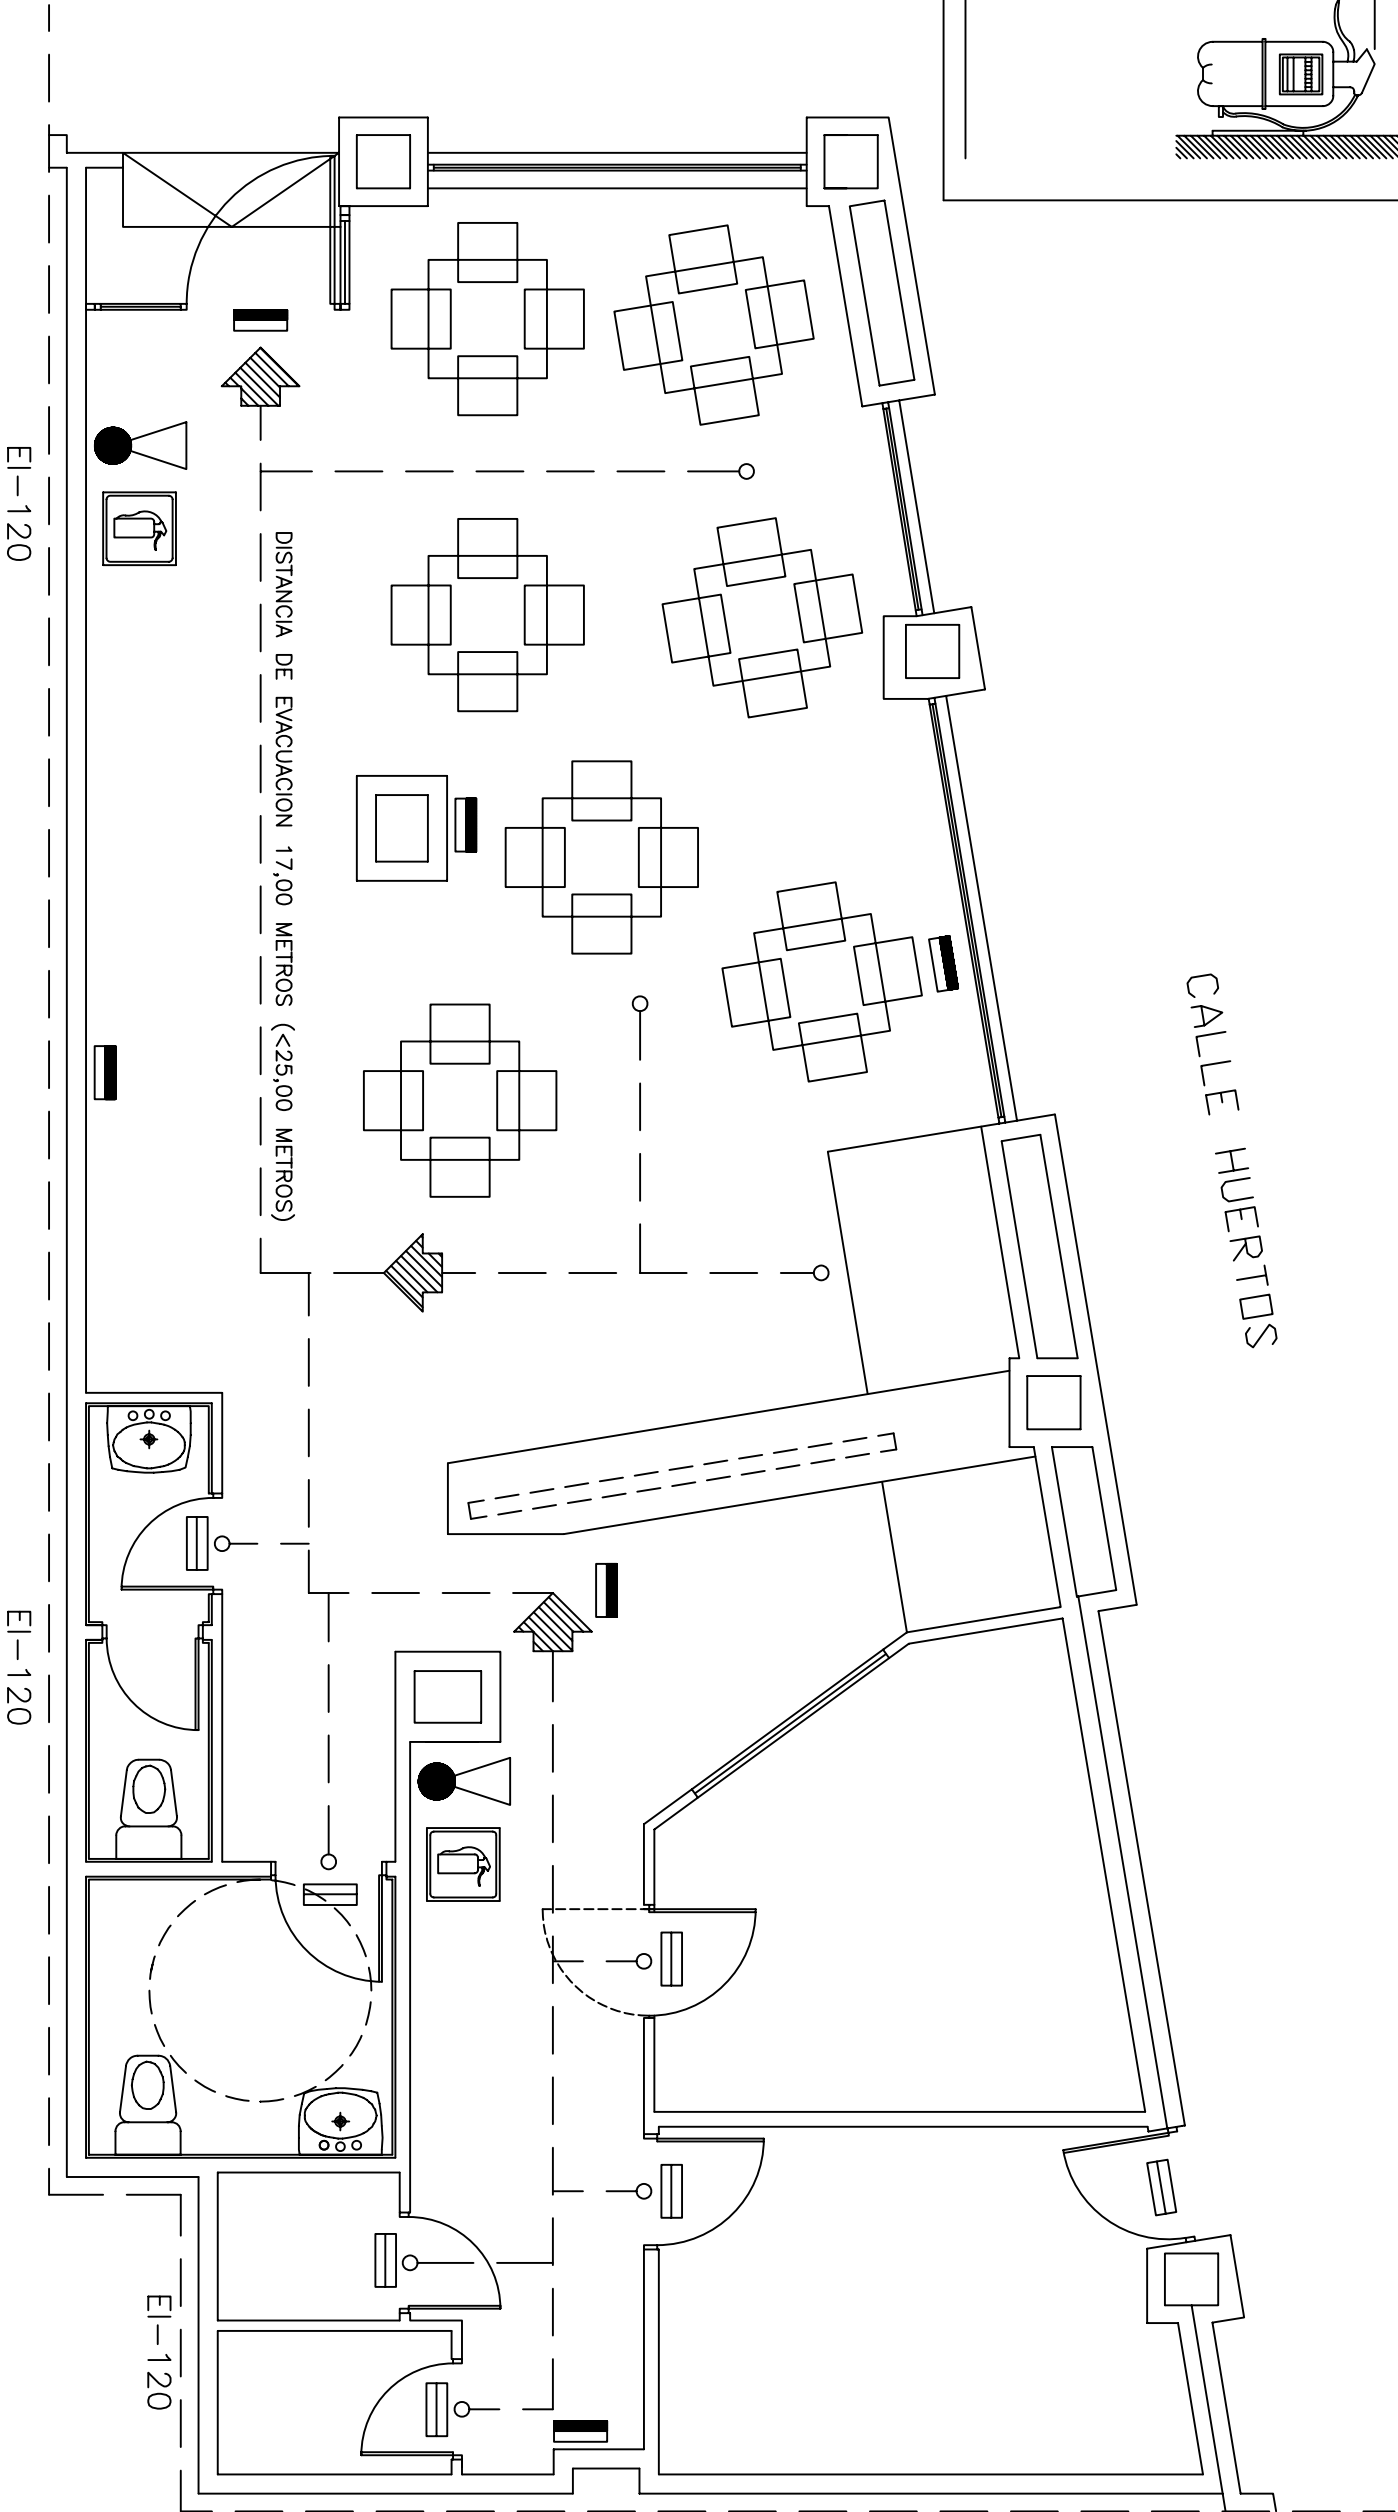 CALLE HUERTOS
DISTANCIA DE EVACUACION 17,00 METROS (<25,00 METROS)
EI-120
EI-120
EI-120